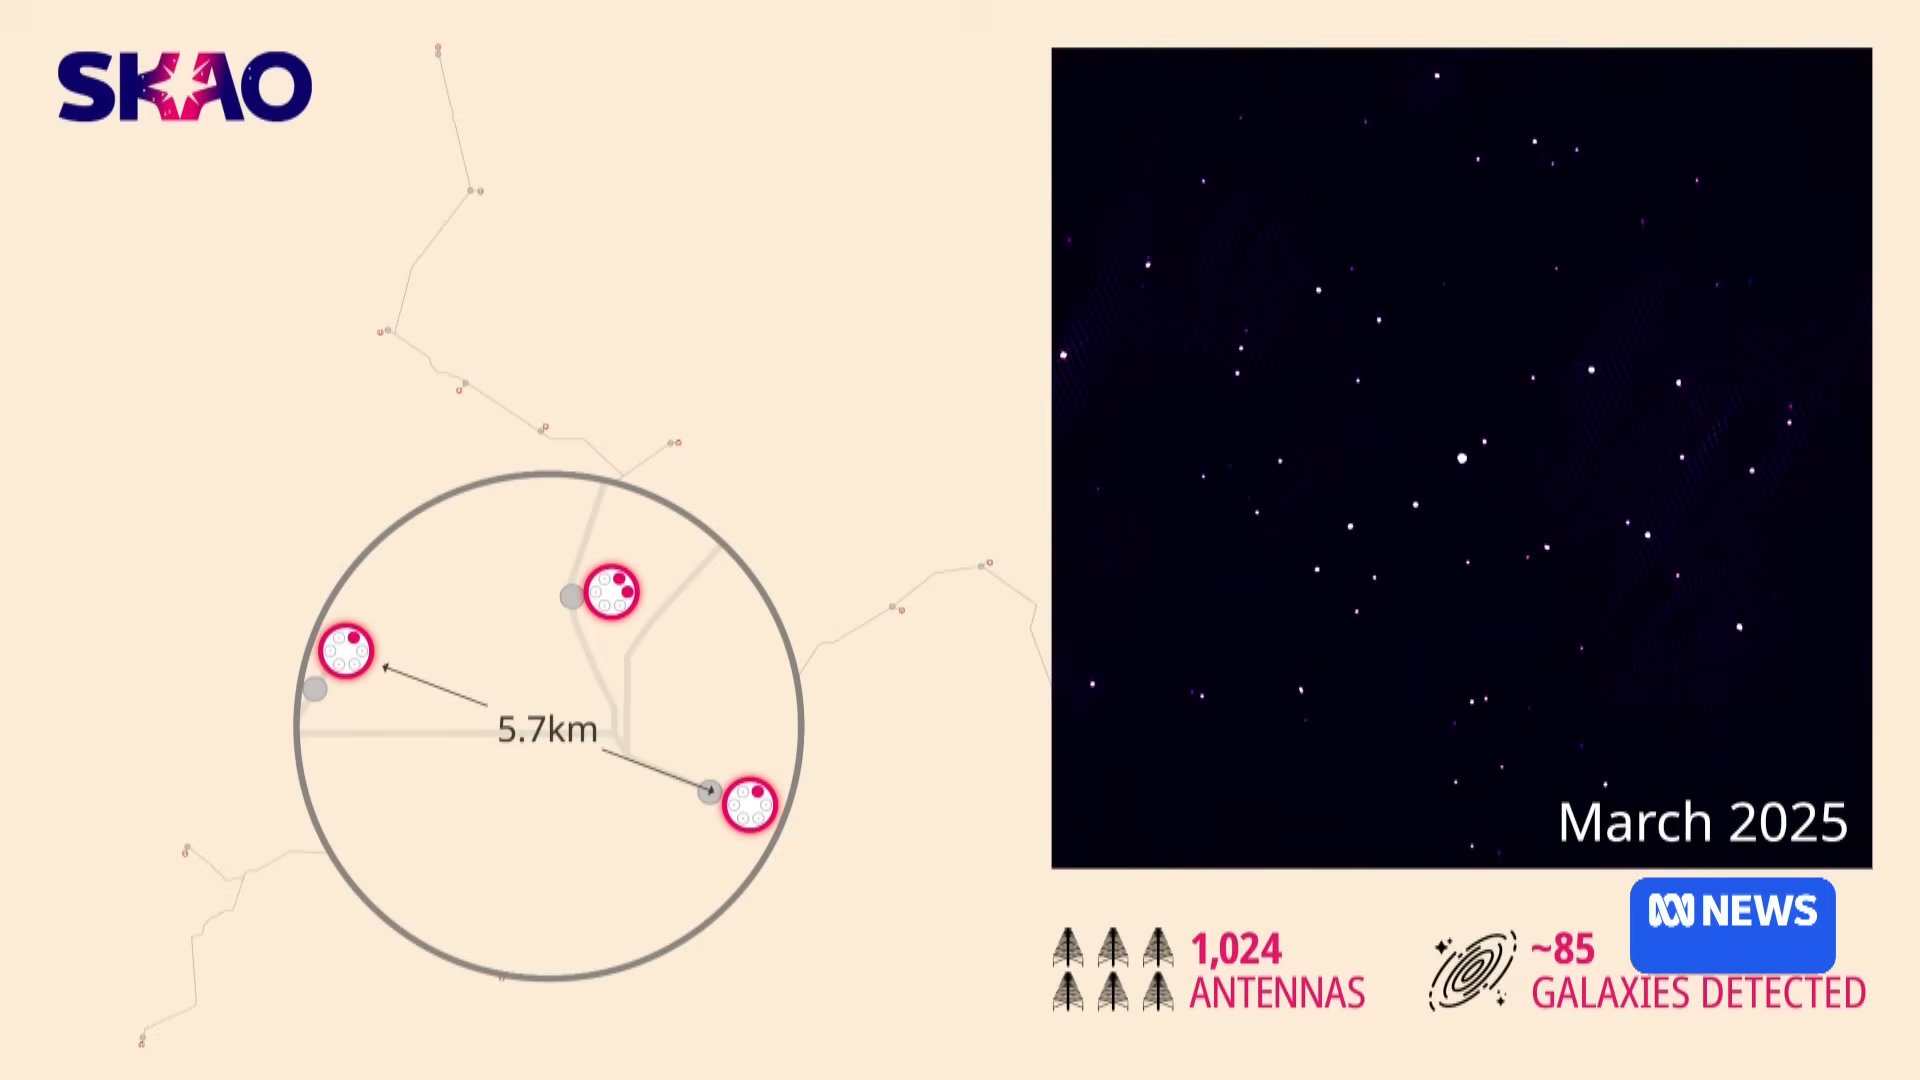 SKAO
5.7km
March 2025
NEWS
1,024
ANTENNAS
~85
GALAXIES DETECTED